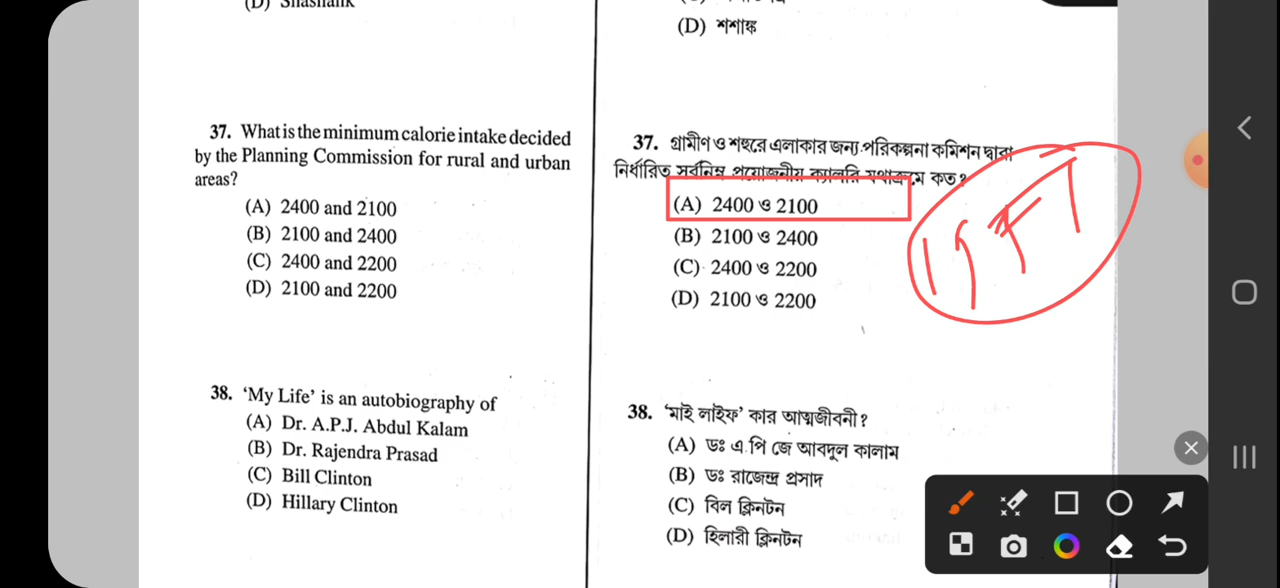 (D) Shashank
37. What is the minimum calorie intake decided
by the Planning Commission for rural and urban
areas?
(A) 2400 and 2100
(B) 2100 and 2400
(C) 2400 and 2200
(D) 2100 and 2200
38. ‘My Life’ is an autobiography of
(A) Dr. A.P.J. Abdul Kalam
(B) Dr. Rajendra Prasad
(C) Bill Clinton
(D) Hillary Clinton
(D) শশাঙ্ক
37. গ্রামীণ ও শহুরে এলাকার জন্য পরিকল্পনা কমিশন দ্বারা
নির্ধারিত সর্বনিম্ন প্রয়োজনীয় ক্যালরি যথাক্রমে কত?
(A) 2400 ও 2100
(B) 2100 ও 2400
(C) 2400 ও 2200
(D) 2100 ও 2200
38. ‘মাই লাইফ’ কার আত্মজীবনী?
(A) ডঃ এ পি জে আবদুল কালাম
(B) ডঃ রাজেন্দ্র প্রসাদ
(C) বিল ক্লিনটন
(D) হিলারী ক্লিনটন